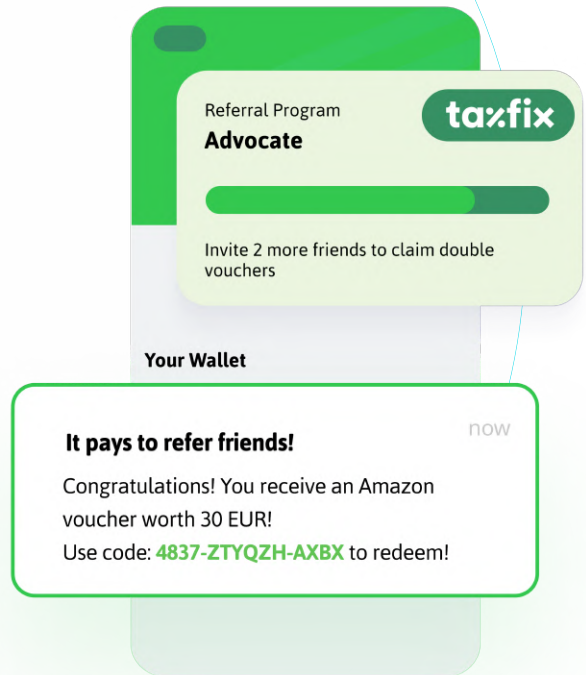 Referral Program
taxfix
Advocate
Invite 2 more friends to claim double
vouchers
Your Wallet
now
It pays to refer friends!
Congratulations! You receive an Amazon
voucher worth 30 EUR!
Use code: 4837-ZTYQZH-AXBX to redeem!